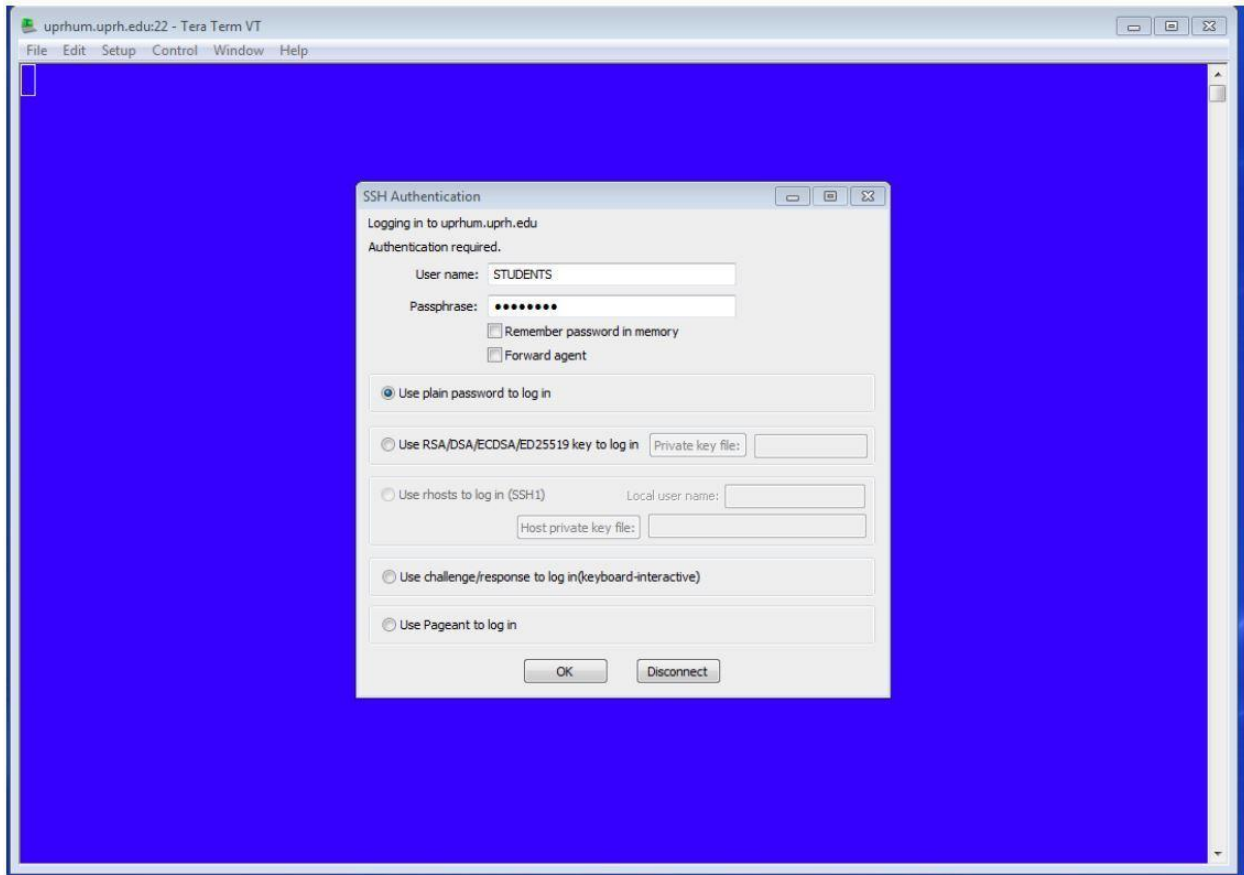 uprhum.uprh.edu:22 - Tera Term VT
File Edit Setup Control Window Help
SSH Authentication
Logging in to uprhum.uprh.edu
Authentication required.
User name: STUDENTS
Passphrase: ••••••••
Remember password in memory
Forward agent
Use plain password to log in
Use RSA/DSA/ECDSA/ED25519 key to log in Private key file:
Use rhosts to log in (SSH1) Local user name:
Host private key file:
Use challenge/response to log in(keyboard-interactive)
Use Pageant to log in
OK Disconnect